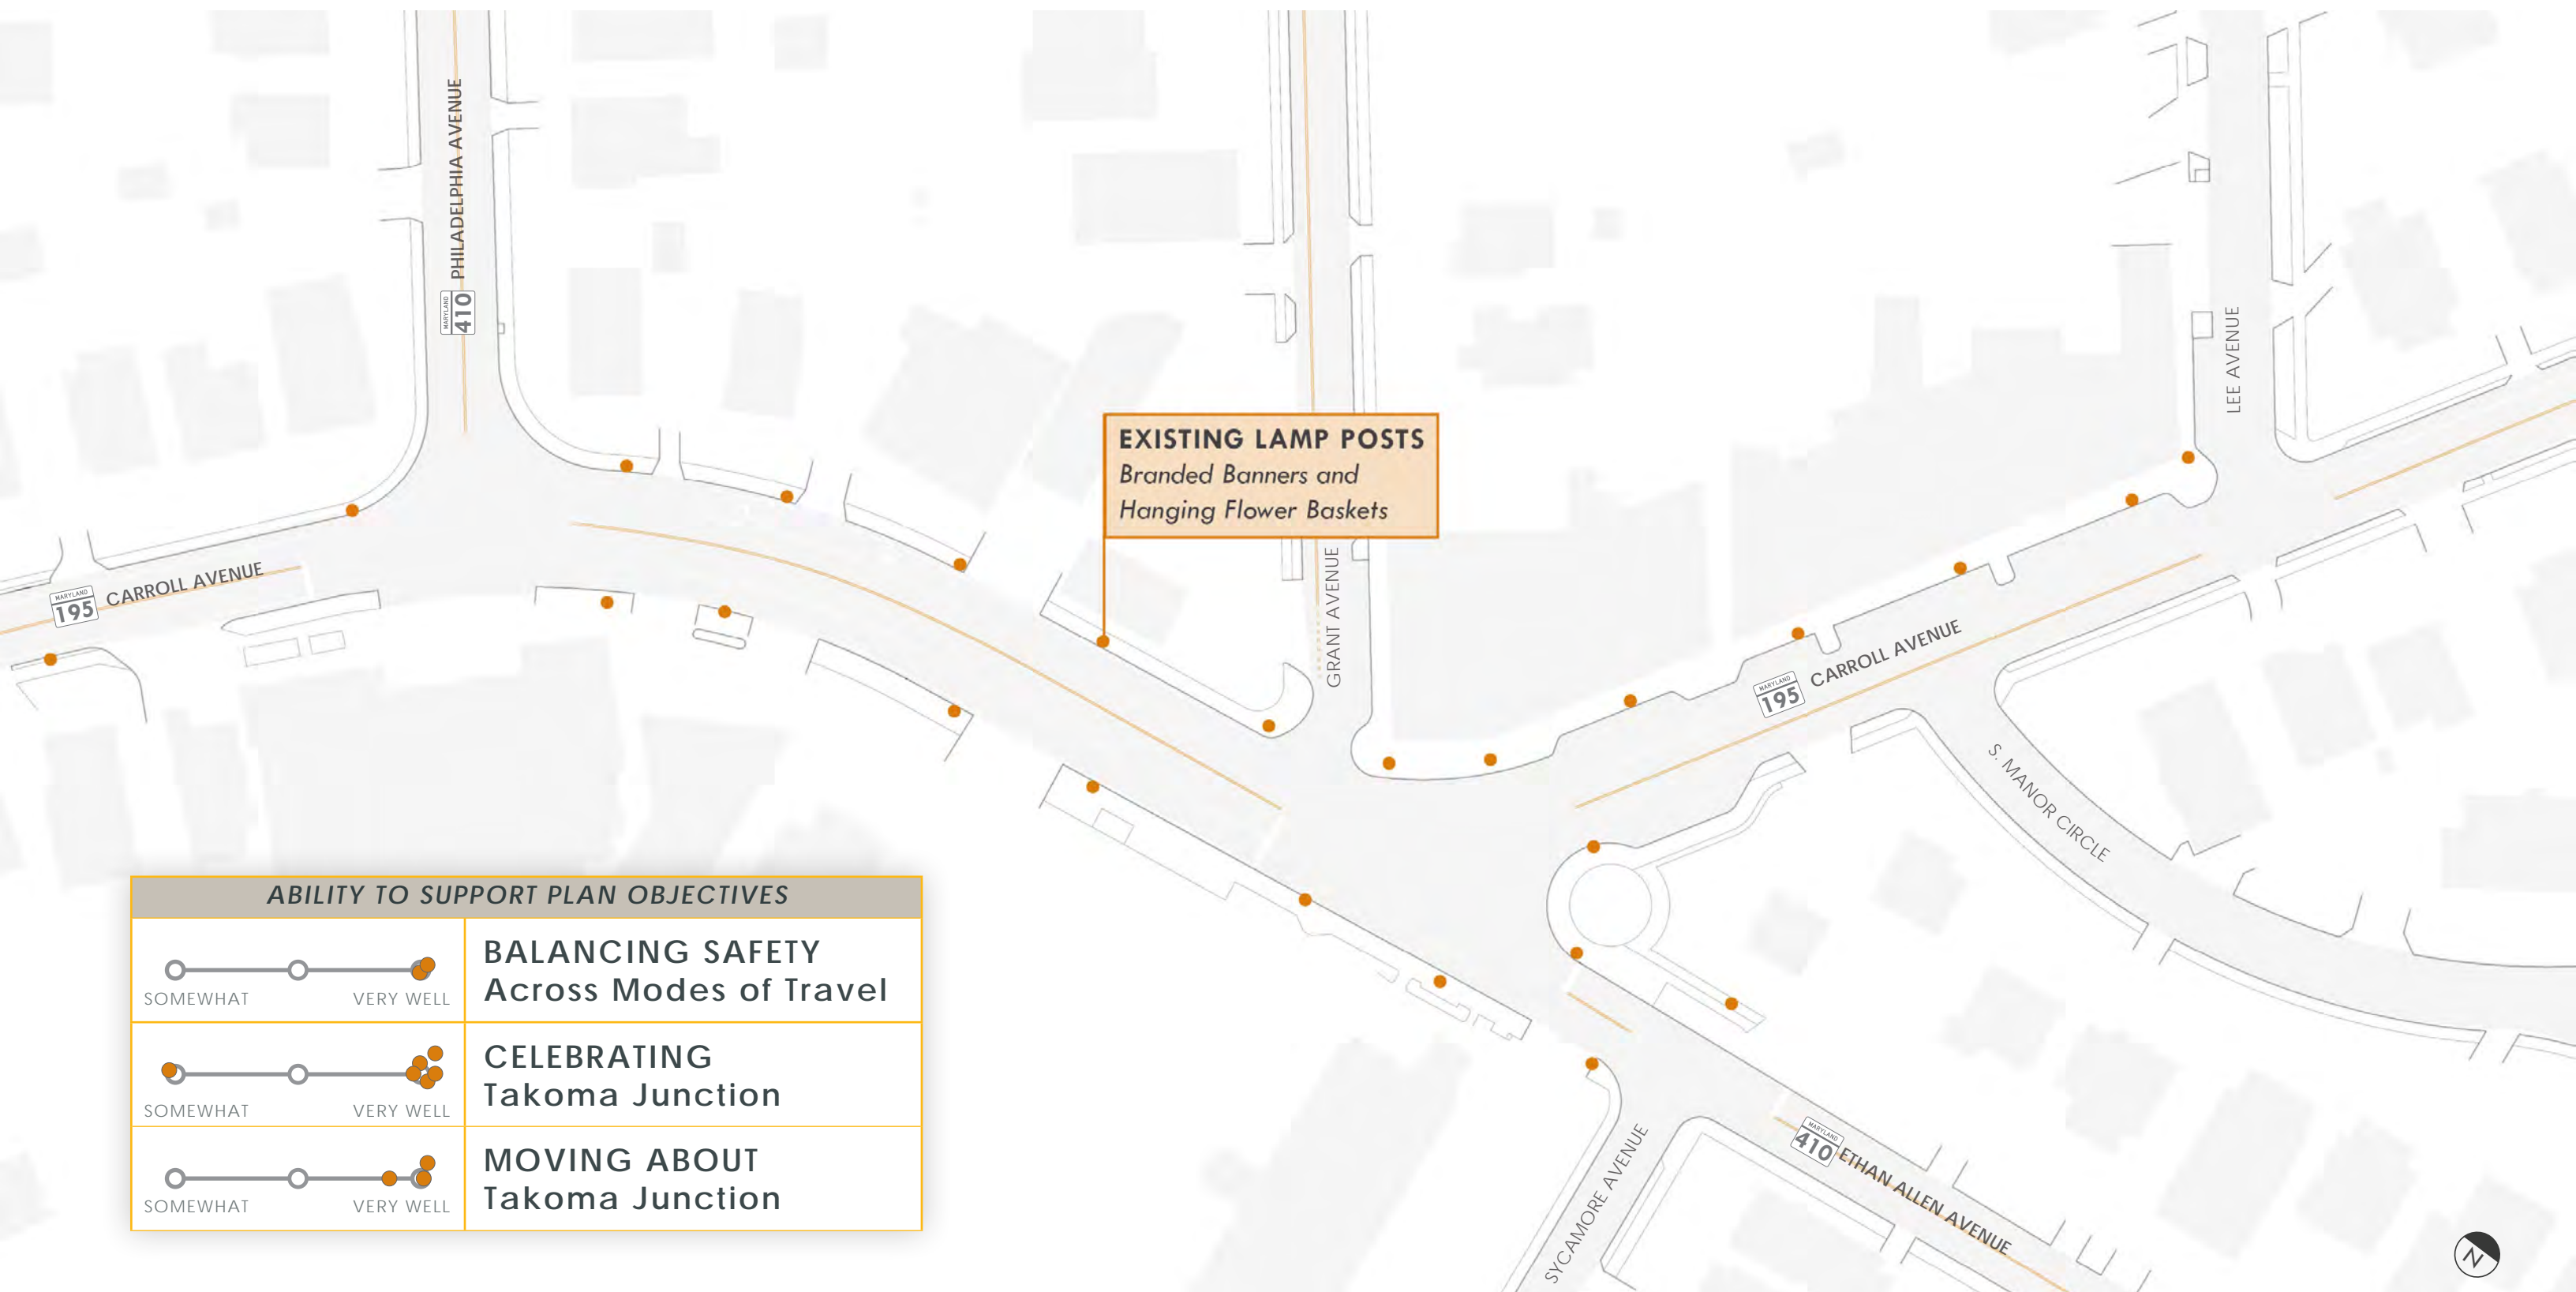 PHILADELPHIA AVENUE
MARYLAND
410
LEE AVENUE
EXISTING LAMP POSTS
Branded Banners and
Hanging Flower Baskets
GRANT AVENUE
MARYLAND
195
CARROLL AVENUE
MARYLAND
195
CARROLL AVENUE
S. MANOR CIRCLE
ABILITY TO SUPPORT PLAN OBJECTIVES
SOMEWHAT
VERY WELL
BALANCING SAFETY
Across Modes of Travel
SOMEWHAT
VERY WELL
CELEBRATING
Takoma Junction
SOMEWHAT
VERY WELL
MOVING ABOUT
Takoma Junction
MARYLAND
410
ETHAN ALLEN AVENUE
SYCAMORE AVENUE
N